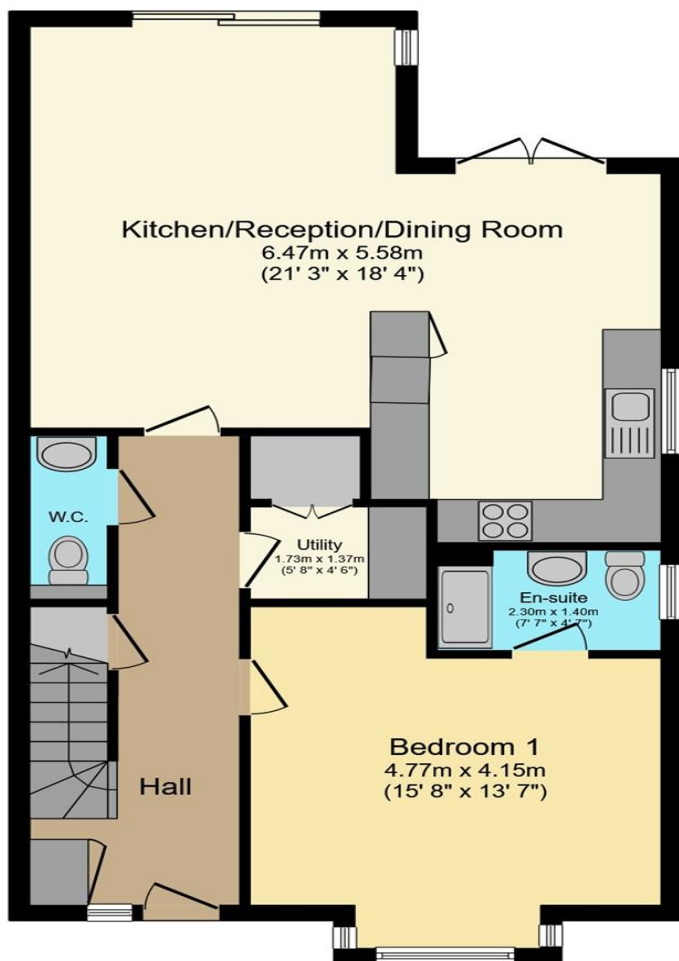 Kitchen/Reception/Dining Room
6.47m x 5.58m
(21' 3" x 18' 4")
W.C.
Utility
1.73m x 1.37m
(5' 8" x 4' 6")
En-suite
2.30m x 1.40m
(7' 7" x 4' 7")
Bedroom 1
4.77m x 4.15m
(15' 8" x 13' 7")
Hall